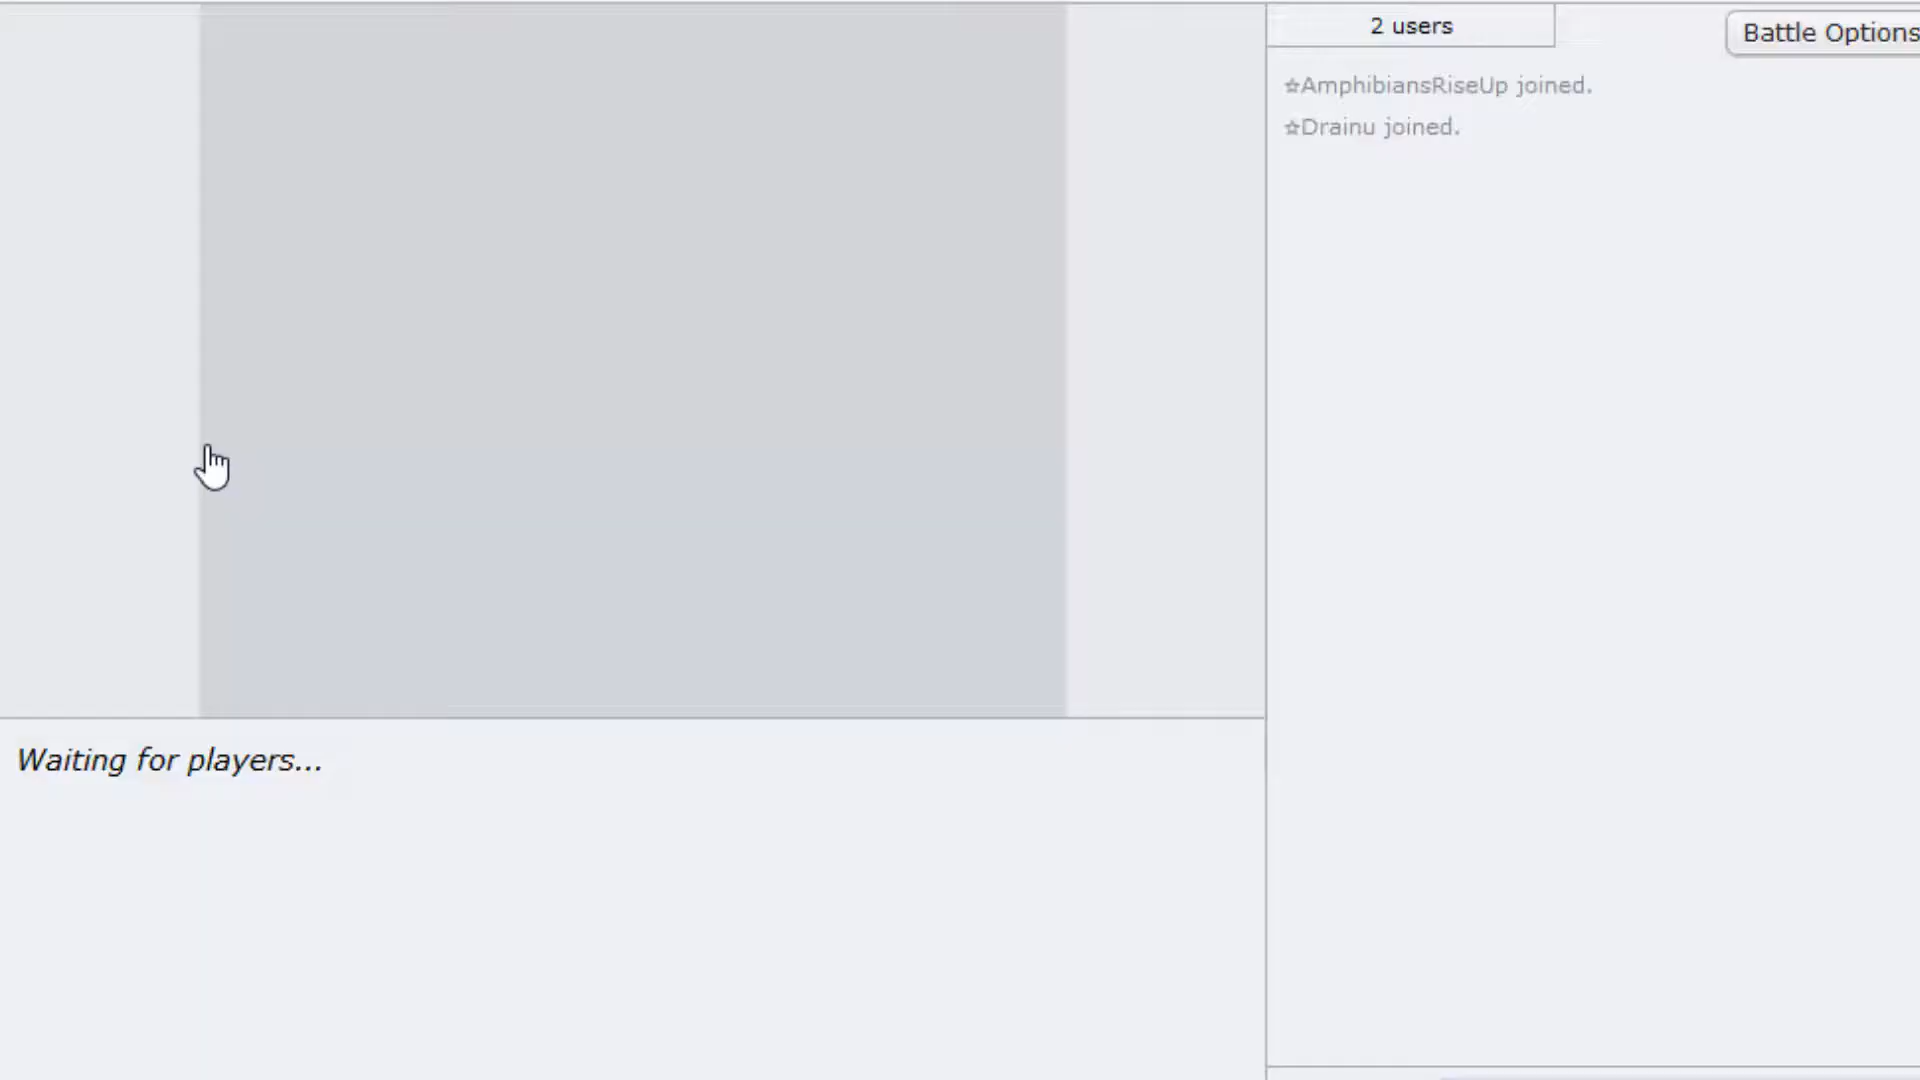 2 users
Battle Options
☆AmphibiansRiseUp joined.
☆Drainu joined.
Waiting for players...